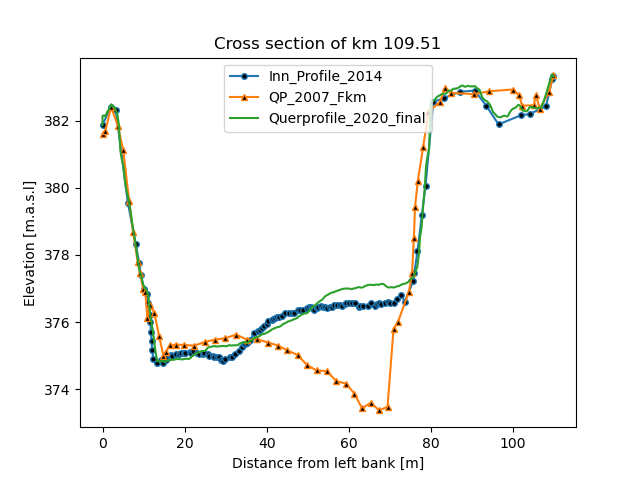 Cross section of km 109.51
Inn_Profile_2014
QP_2007_Fkm
Querprofile_2020_final
382
380
378
376
374
Elevation [m.a.s.l]
0 20 40 60 80 100
Distance from left bank [m]